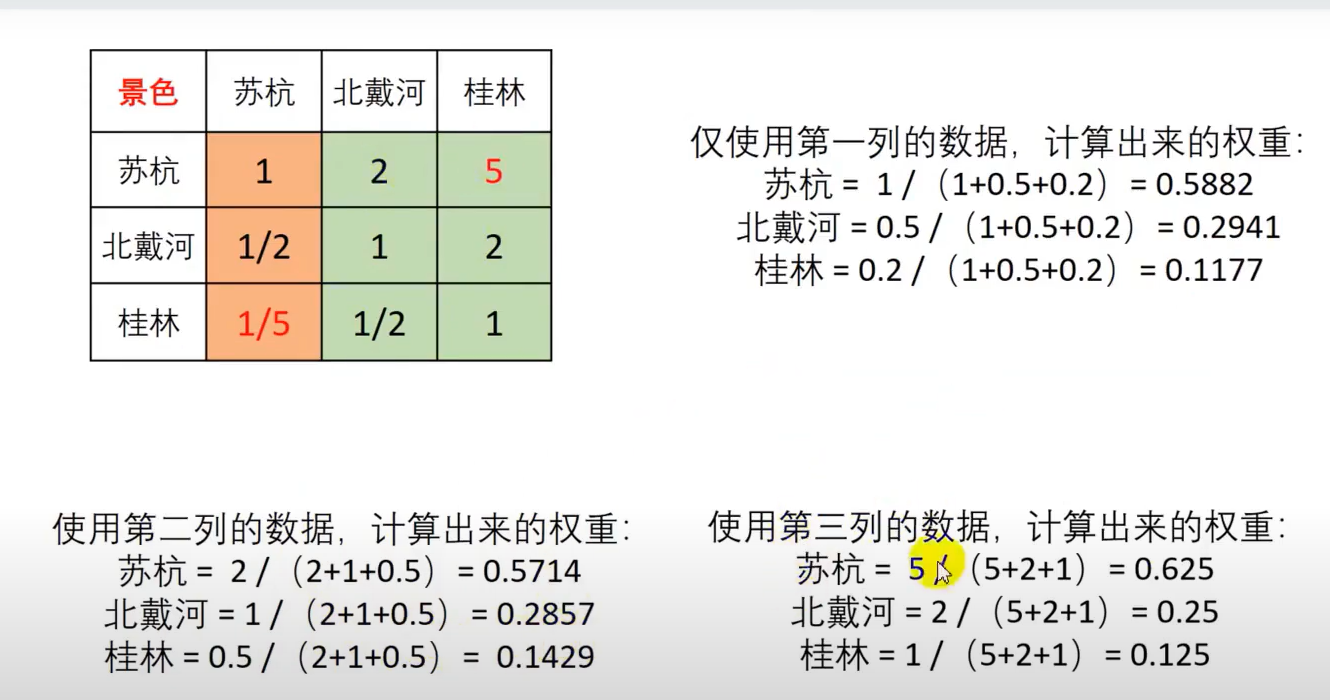 景色 苏杭 北戴河 桂林
苏杭 1 2 5
北戴河 1/2 1 2
桂林 1/5 1/2 1
仅使用第一列的数据，计算出来的权重：
苏杭 = 1 /（1+0.5+0.2）= 0.5882
北戴河 = 0.5 /（1+0.5+0.2）= 0.2941
桂林 = 0.2 /（1+0.5+0.2）= 0.1177
使用第二列的数据，计算出来的权重：
苏杭 = 2 /（2+1+0.5）= 0.5714
北戴河 = 1 /（2+1+0.5）= 0.2857
桂林 = 0.5 /（2+1+0.5）= 0.1429
使用第三列的数据，计算出来的权重：
苏杭 = 5 /（5+2+1）= 0.625
北戴河 = 2 /（5+2+1）= 0.25
桂林 = 1 /（5+2+1）= 0.125